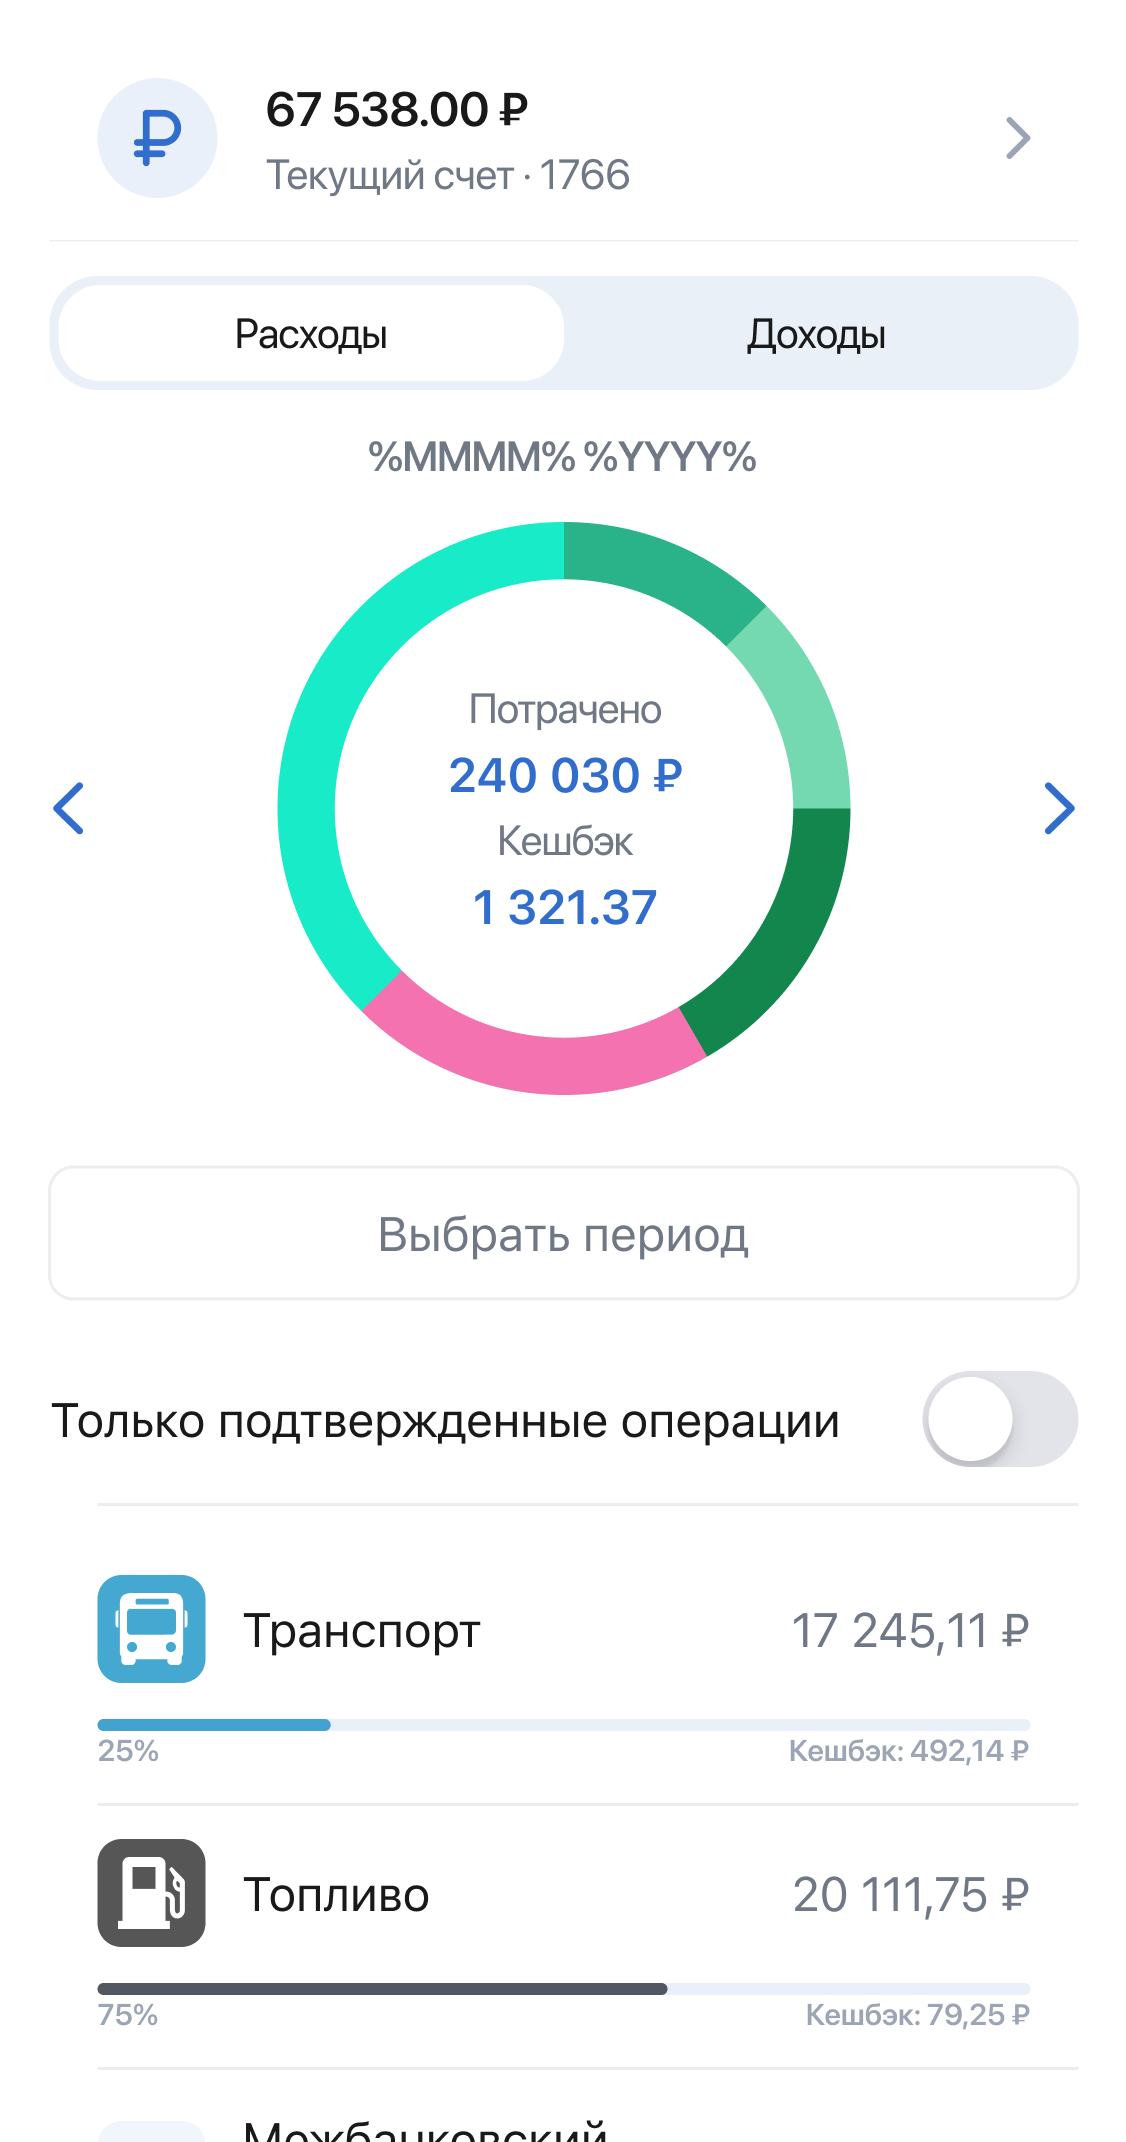 67 538.00 ₽
Текущий счет · 1766
Расходы
Доходы
%MMMM% %YYYY%
Потрачено
240 030 ₽
Кешбэк
1 321.37
Выбрать период
Только подтвержденные операции
Транспорт
17 245,11 ₽
25%
Кешбэк: 492,14 ₽
Топливо
20 111,75 ₽
75%
Кешбэк: 79,25 ₽
Межбанковский